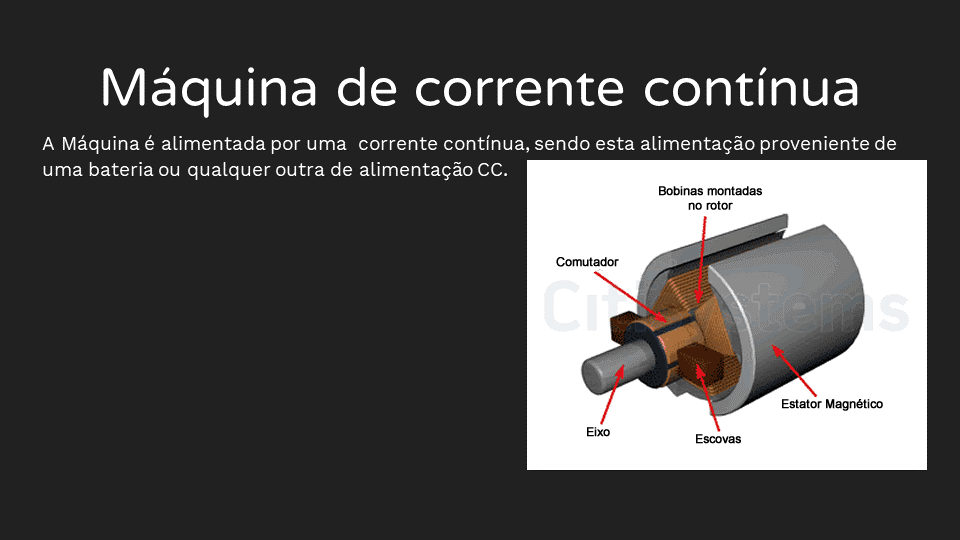 Máquina de corrente contínua
A Máquina é alimentada por uma  corrente contínua, sendo esta alimentação proveniente de
uma bateria ou qualquer outra de alimentação CC.
Bobinas montadas
no rotor
Comutador
Citisystems
Estator Magnético
Eixo
Escovas